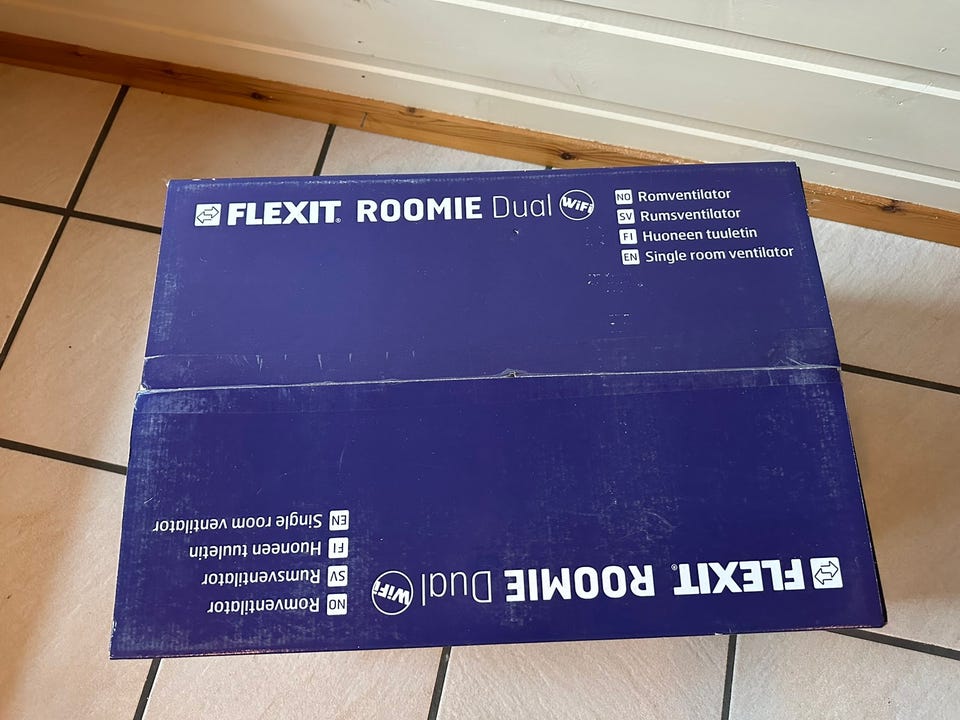 FLEXIT® ROOMIE Dual WiFi
NO Romventilator
SV Rumsventilator
FI Huoneen tuuletin
EN Single room ventilator
FLEXIT® ROOMIE Dual WiFi
NO Romventilator
SV Rumsventilator
FI Huoneen tuuletin
EN Single room ventilator